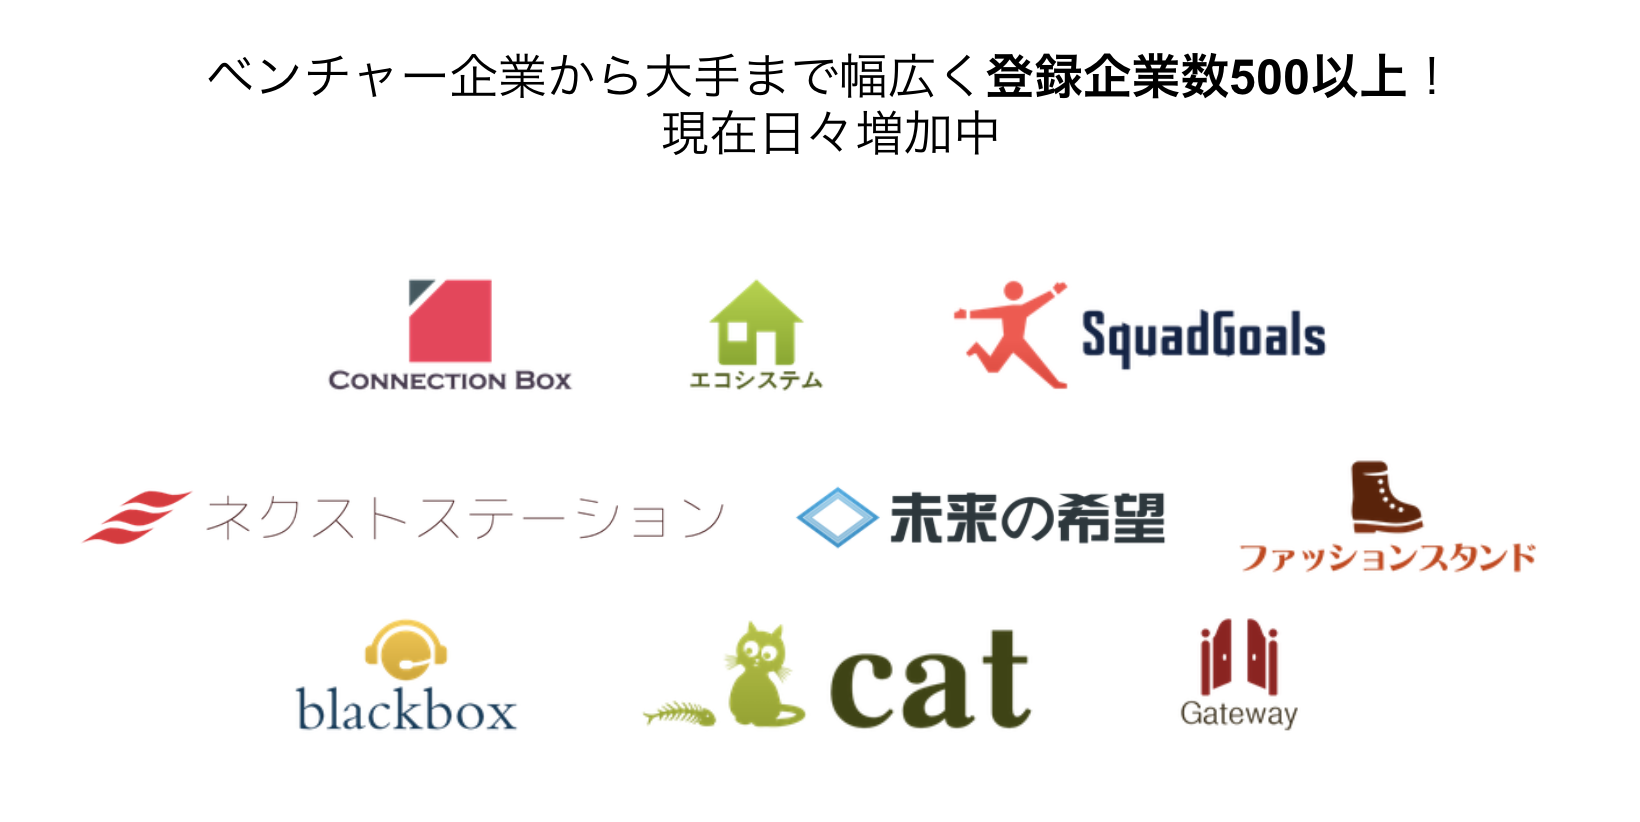 ベンチャー企業から大手まで幅広く登録企業数500以上！
現在日々増加中
CONNECTION BOX
エコシステム
SquadGoals
ネクストステーション
未来の希望
ファッションスタンド
blackbox
cat
Gateway